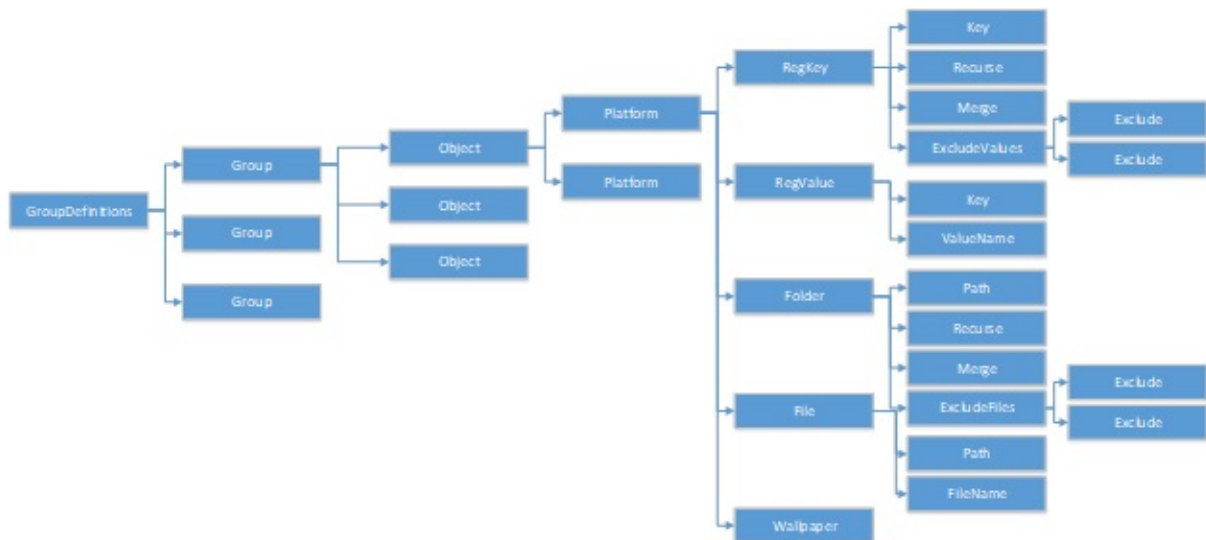 GroupDefinitions
Group
Group
Group
Object
Object
Object
Platform
Platform
RegKey
RegValue
Folder
File
Wallpaper
Key
Recurse
Merge
ExcludeValues
Key
ValueName
Path
Recurse
Merge
ExcludeFiles
Path
FileName
Exclude
Exclude
Exclude
Exclude